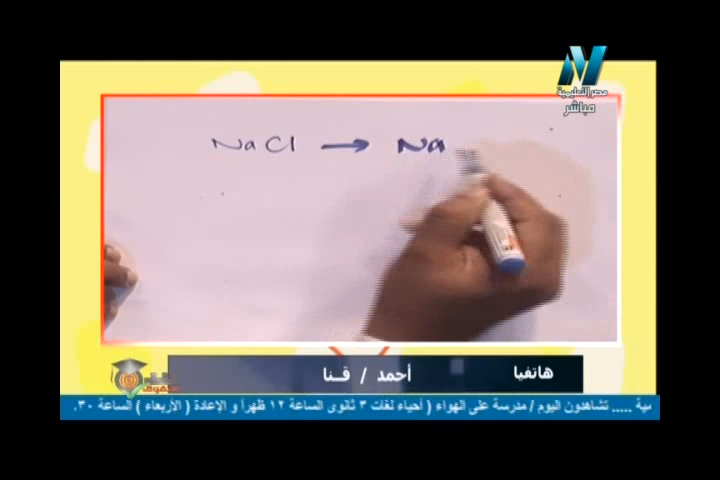 مصر التعليمية
مباشر
NaCl → Na
هاتفيا
أحمد / قنا
مية ..... تشاهدون اليوم / مدرسة على الهواء ( أحياء لغات ٣ ثانوى الساعة ١٢ ظهراً و الإعادة ( الأربعاء ) الساعة ٣٠.